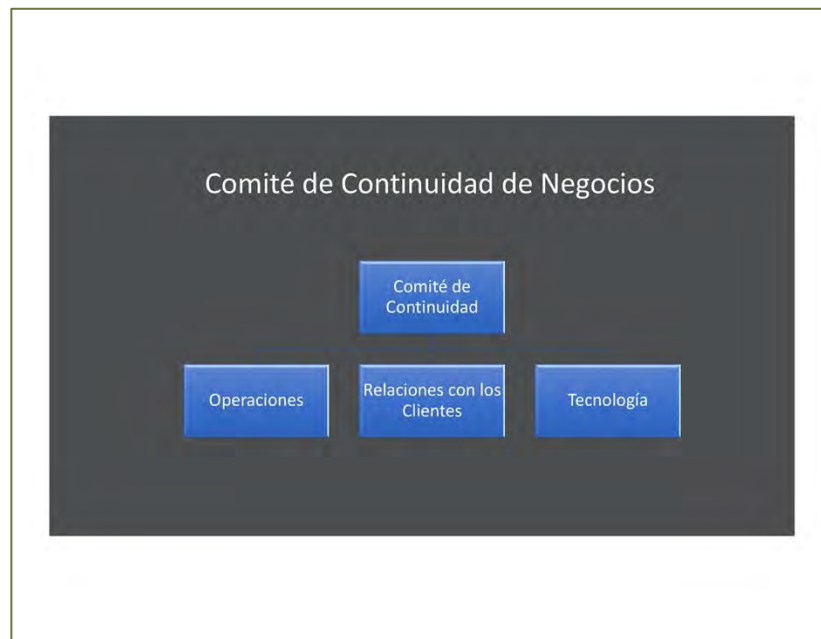 Comité de Continuidad de Negocios
Comité de
Continuidad
Operaciones
Relaciones con los
Clientes
Tecnología